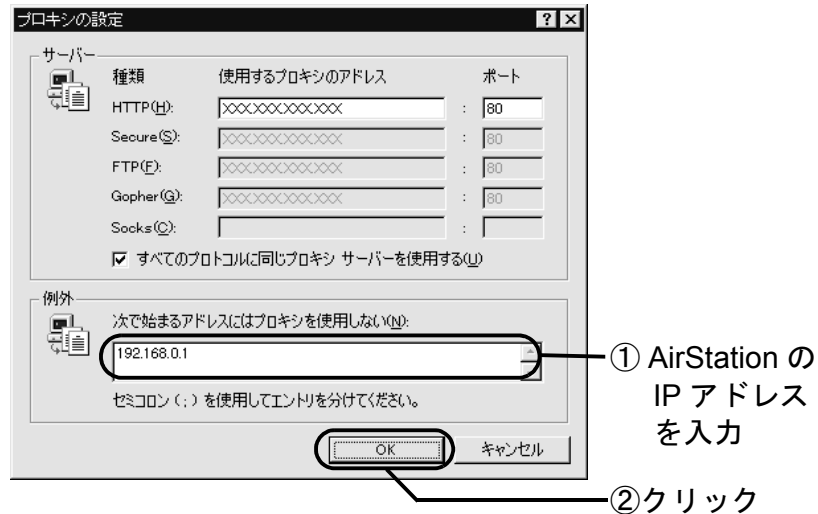 プロキシの設定
サーバー
種類 使用するプロキシのアドレス ポート
HTTP(H): XXX.XXX.XXX.XXX : 80
Secure(S): XXX.XXX.XXX.XXX : 80
FTP(F): XXX.XXX.XXX.XXX : 80
Gopher(G): XXX.XXX.XXX.XXX : 80
Socks(C): :
すべてのプロトコルに同じプロキシ サーバーを使用する(U)
例外
次で始まるアドレスにはプロキシを使用しない(N):
192.168.0.1
セミコロン ( ; ) を使用してエントリを分けてください。
OK キャンセル
① AirStation の
IP アドレス
を入力
②クリック